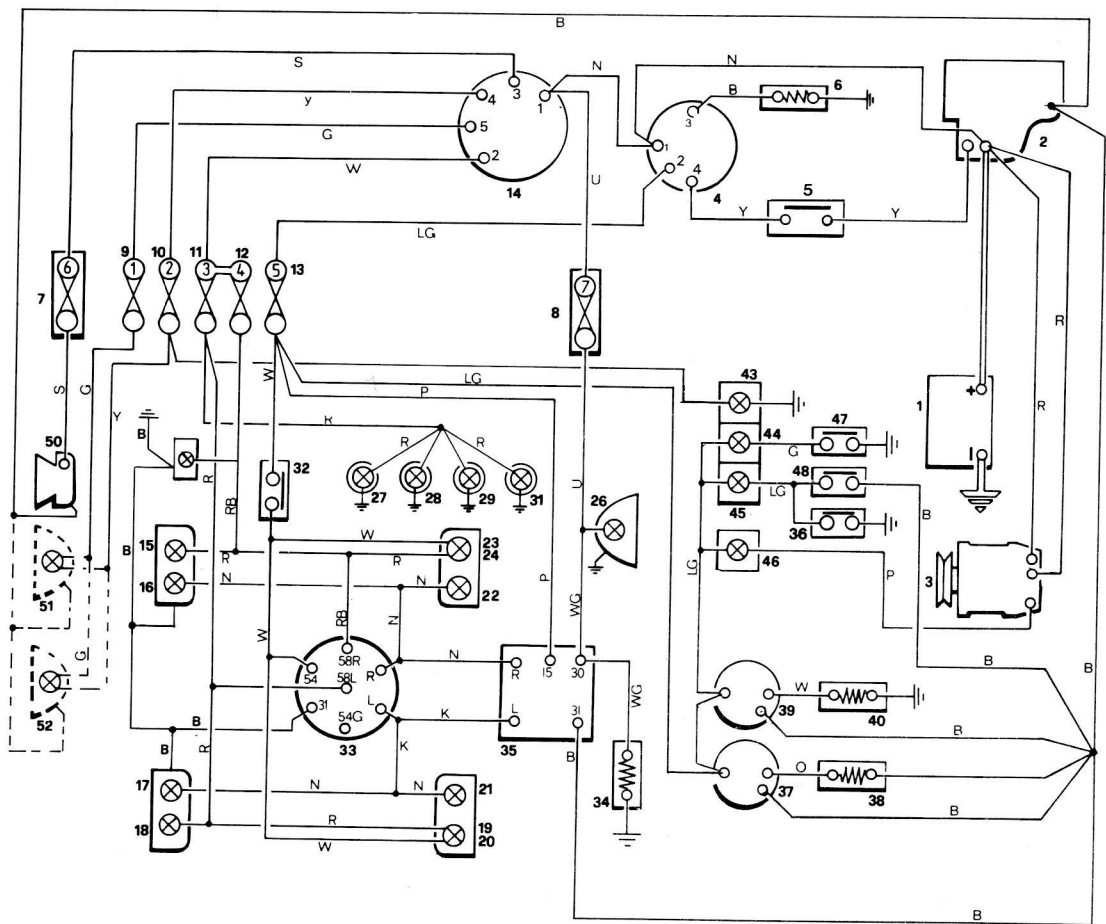 B
S
3
N
N
B
6
y
4
1
3
2
G
5
1
W
2
2
4
14
4
5
U
Y
Y
LG
9
10
11
12
13
6
1
2
3
4
5
7
7
8
R
S
G
W
LG
P
43
1
+
R
Y
R
B
R
R
44
47
50
32
G
48
27
28
29
31
U
26
LG
45
36
B
RB
W
23
24
15
B
R
R
46
P
3
16
N
N
22
P
LG
51
WG
W
RB
N
58R
54
58L
R
N
R
15
30
B
B
G
31
L
K
L
31
WG
W
39
40
52
B
54G
35
B
B
R
33
K
B
O
17
N
N
21
34
37
38
18
R
19
20
B
W
B